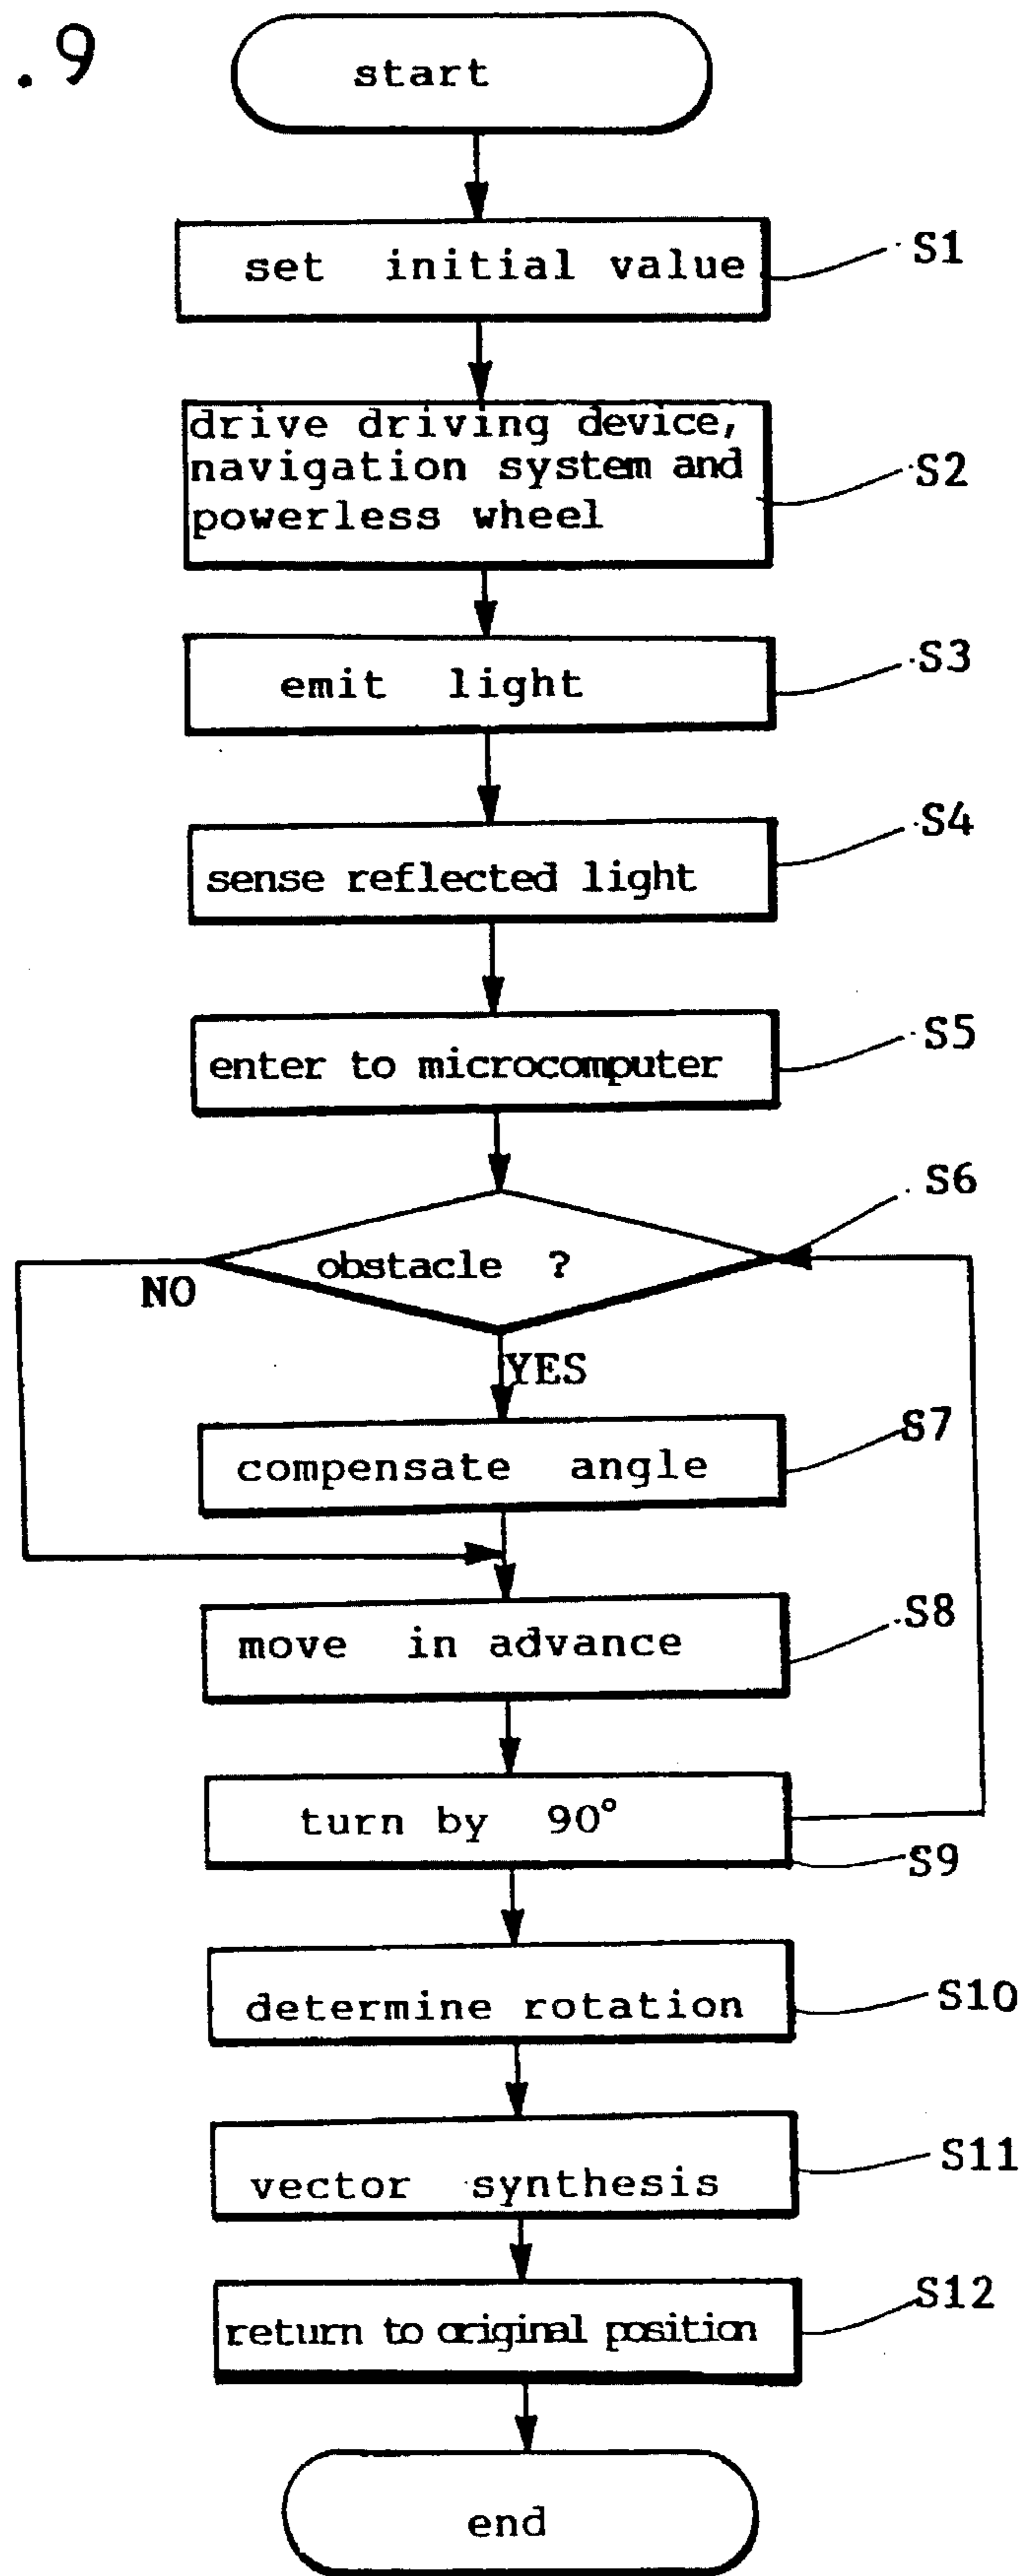 .9
start
set initial value
S1
drive driving device,
navigation system and
powerless wheel
S2
emit light
S3
sense reflected light
S4
enter to microcomputer
S5
obstacle ?
S6
NO
YES
compensate angle
S7
move in advance
S8
turn by 90°
S9
determine rotation
S10
vector synthesis
S11
return to original position
S12
end